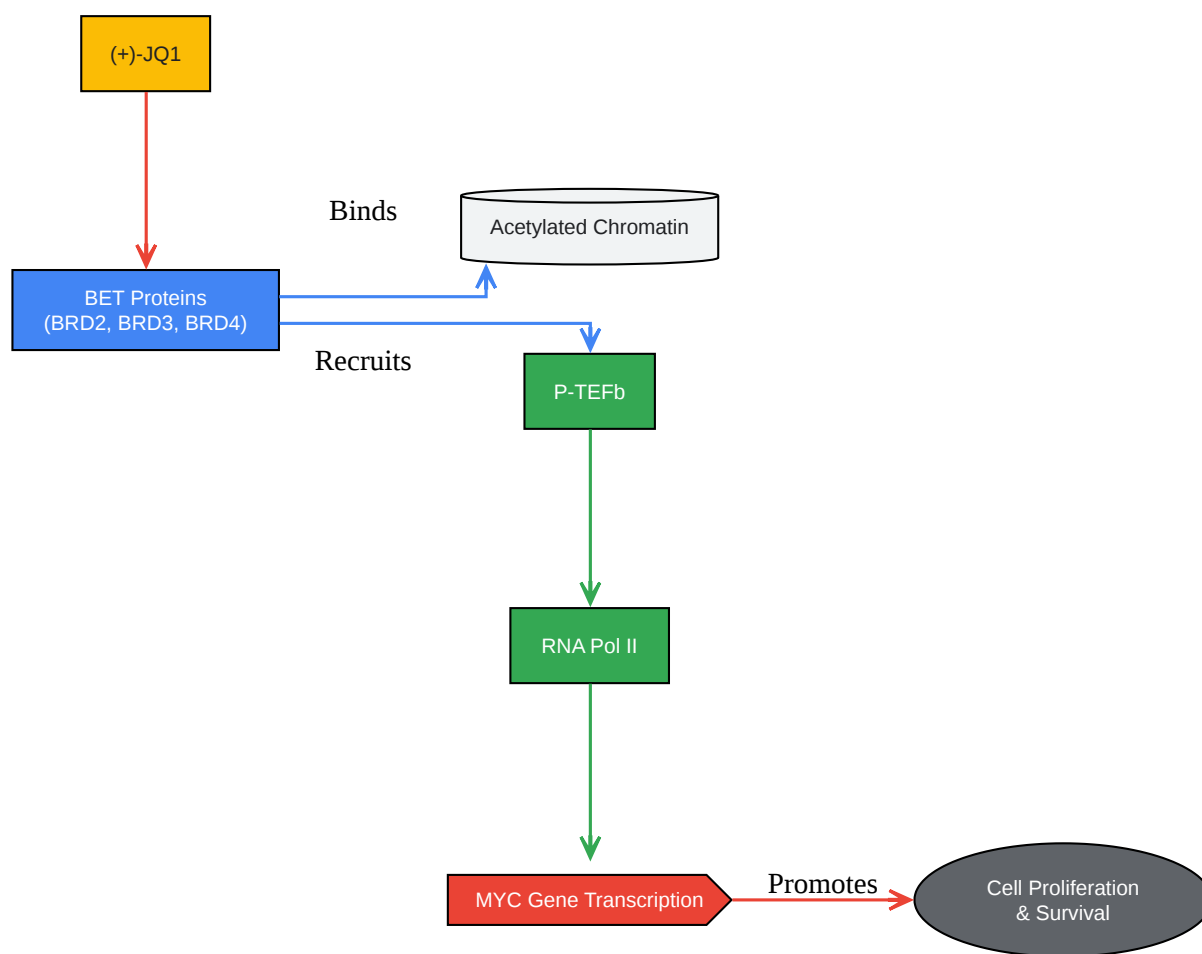 (+)-JQ1
Binds
Acetylated Chromatin
BET Proteins
(BRD2, BRD3, BRD4)
Recruits
P-TEFb
RNA Pol II
MYC Gene Transcription
Promotes
Cell Proliferation
& Survival